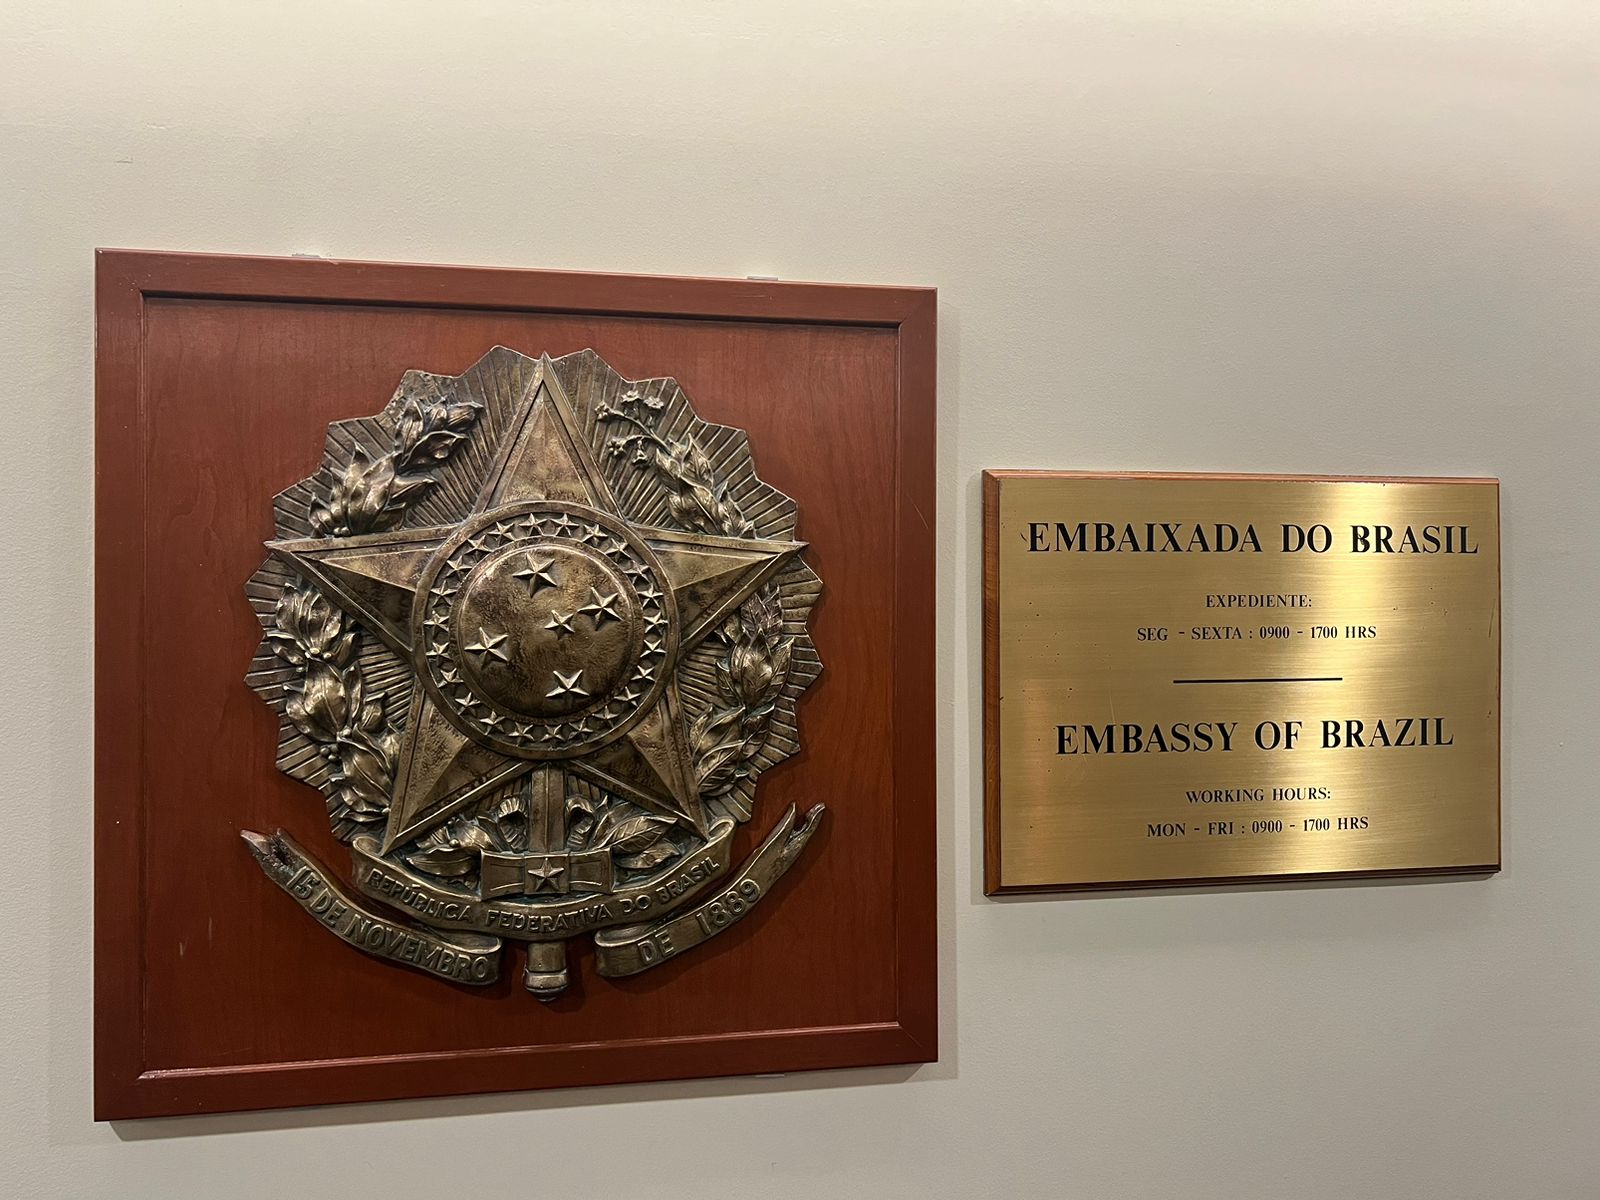 REPÚBLICA FEDERATIVA DO BRASIL
15 DE NOVEMBRO DE 1889
EMBAIXADA DO BRASIL
EXPEDIENTE:
SEG - SEXTA : 0900 - 1700 HRS
EMBASSY OF BRAZIL
WORKING HOURS:
MON - FRI : 0900 - 1700 HRS